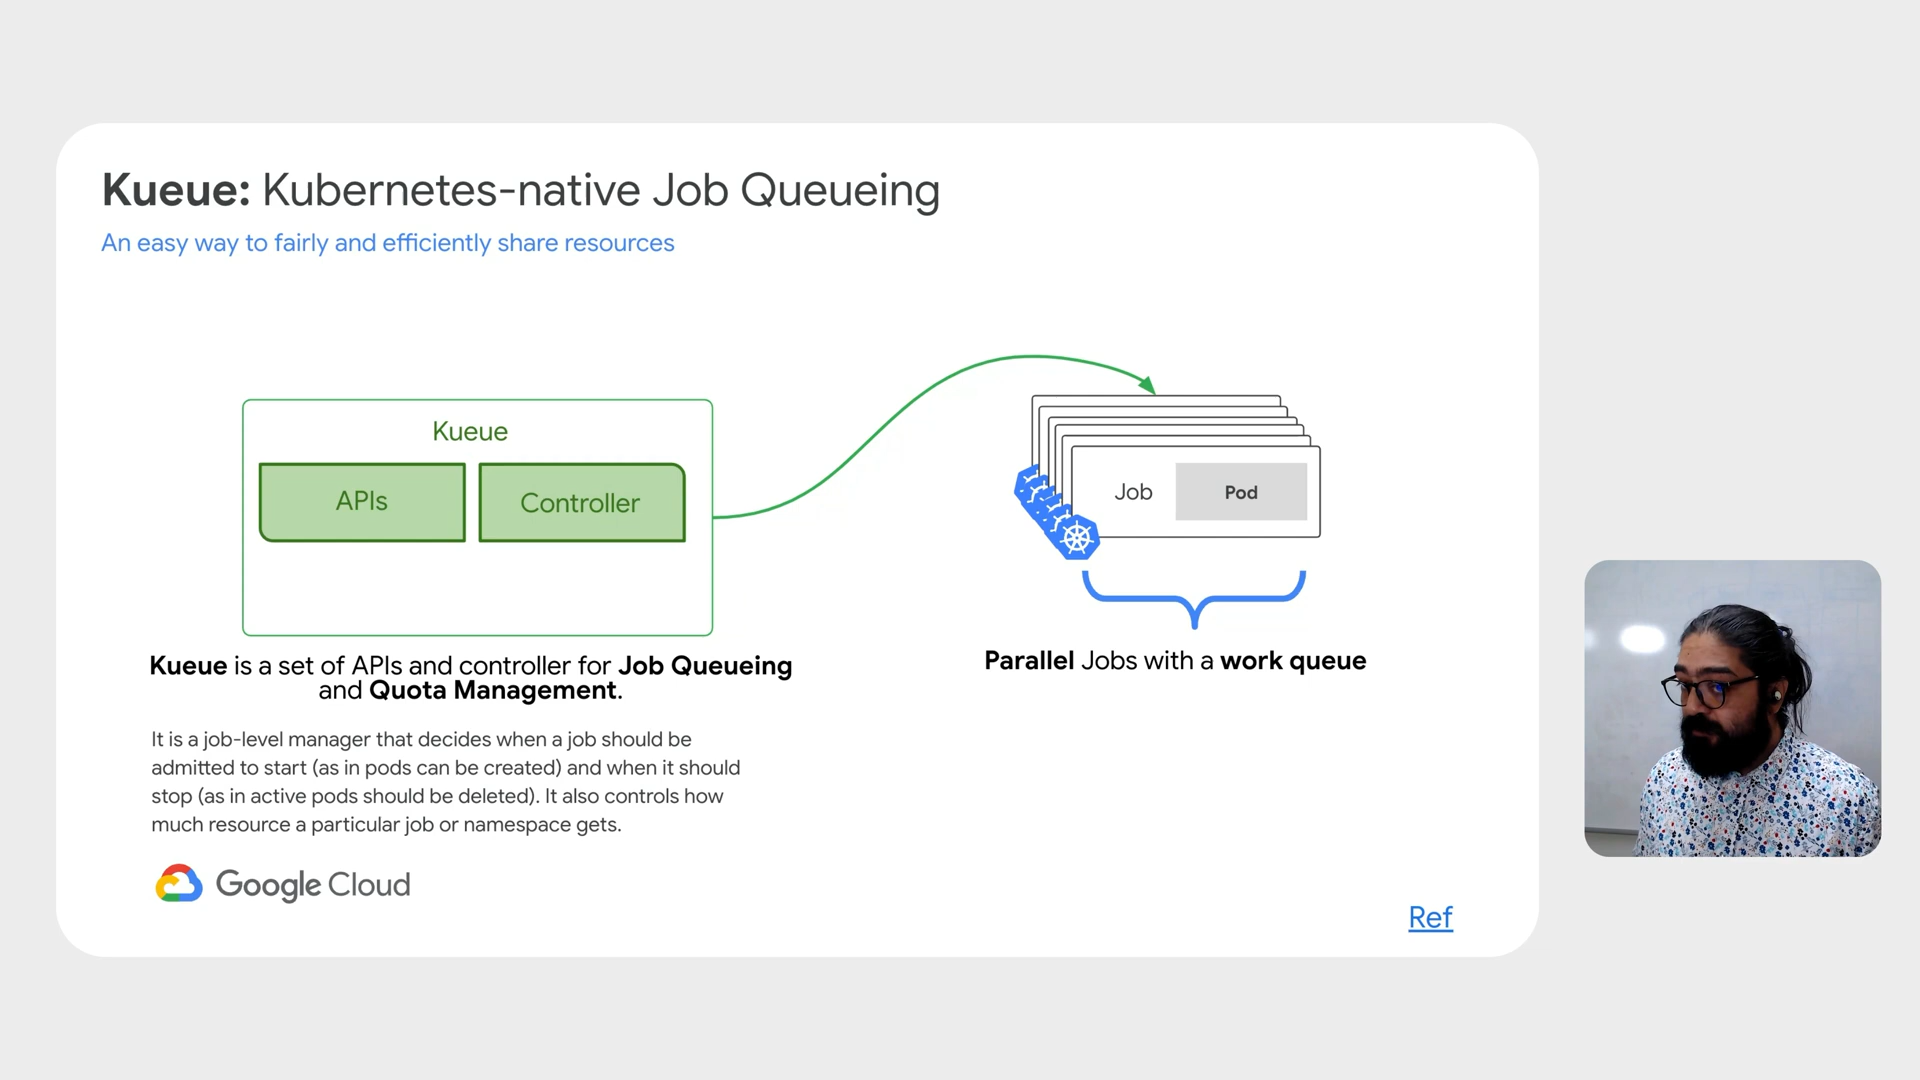 Kueue: Kubernetes-native Job Queueing
An easy way to fairly and efficiently share resources
Kueue
APIs
Controller
Job
Pod
Kueue is a set of APIs and controller for Job Queueing
and Quota Management.
Parallel Jobs with a work queue
It is a job-level manager that decides when a job should be
admitted to start (as in pods can be created) and when it should
stop (as in active pods should be deleted). It also controls how
much resource a particular job or namespace gets.
Google Cloud
Ref